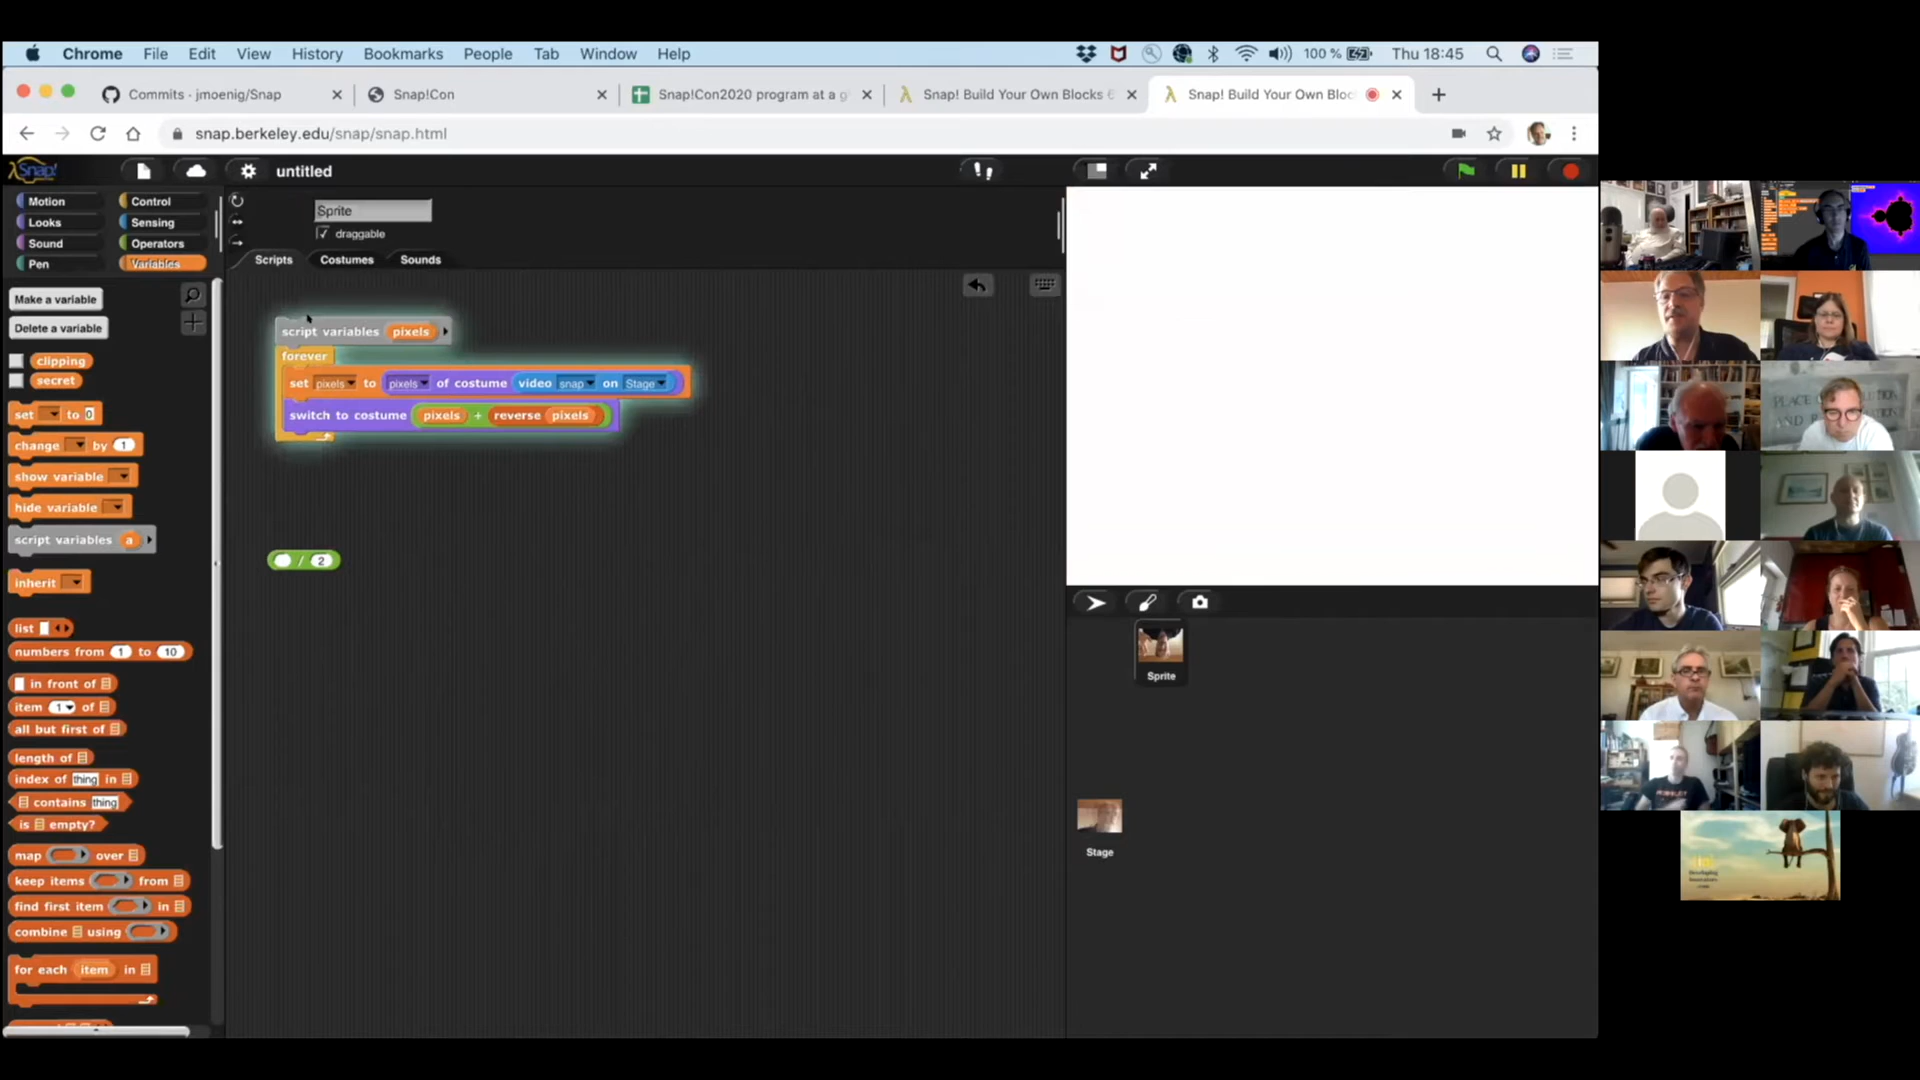 Chrome File Edit View History Bookmarks People Tab Window Help 100 % Thu 18:45
Commits · jmoenig/Snap Snap!Con Snap!Con2020 program at a g Snap! Build Your Own Blocks 6 Snap! Build Your Own Bloc
snap.berkeley.edu/snap/snap.html
Snap! untitled
Motion Control
Looks Sensing
Sound Operators
Pen Variables
Sprite
draggable
Scripts Costumes Sounds
Make a variable
Delete a variable
clipping
secret
set to 0
change by 1
show variable
hide variable
script variables a
inherit
list
numbers from 1 to 10
in front of
item 1 of
all but first of
length of
index of thing in
contains thing
is empty?
map over
keep items from
find first item in
combine using
for each item in
script variables pixels
forever
set pixels to pixels of costume video snap on Stage
switch to costume pixels + reverse pixels
/ 2
Sprite
Stage